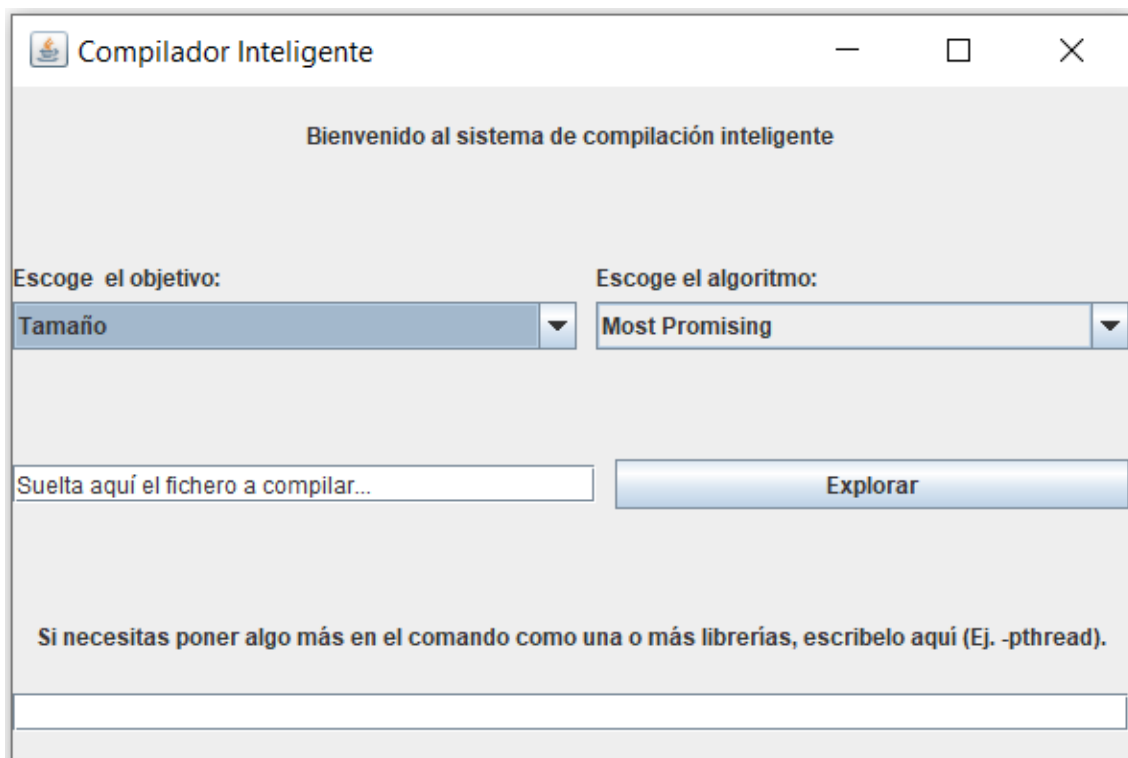 Compilador Inteligente
Bienvenido al sistema de compilación inteligente
Escoge el objetivo:
Escoge el algoritmo:
Tamaño
Most Promising
Suelta aquí el fichero a compilar...
Explorar
Si necesitas poner algo más en el comando como una o más librerías, escribelo aquí (Ej. -pthread).